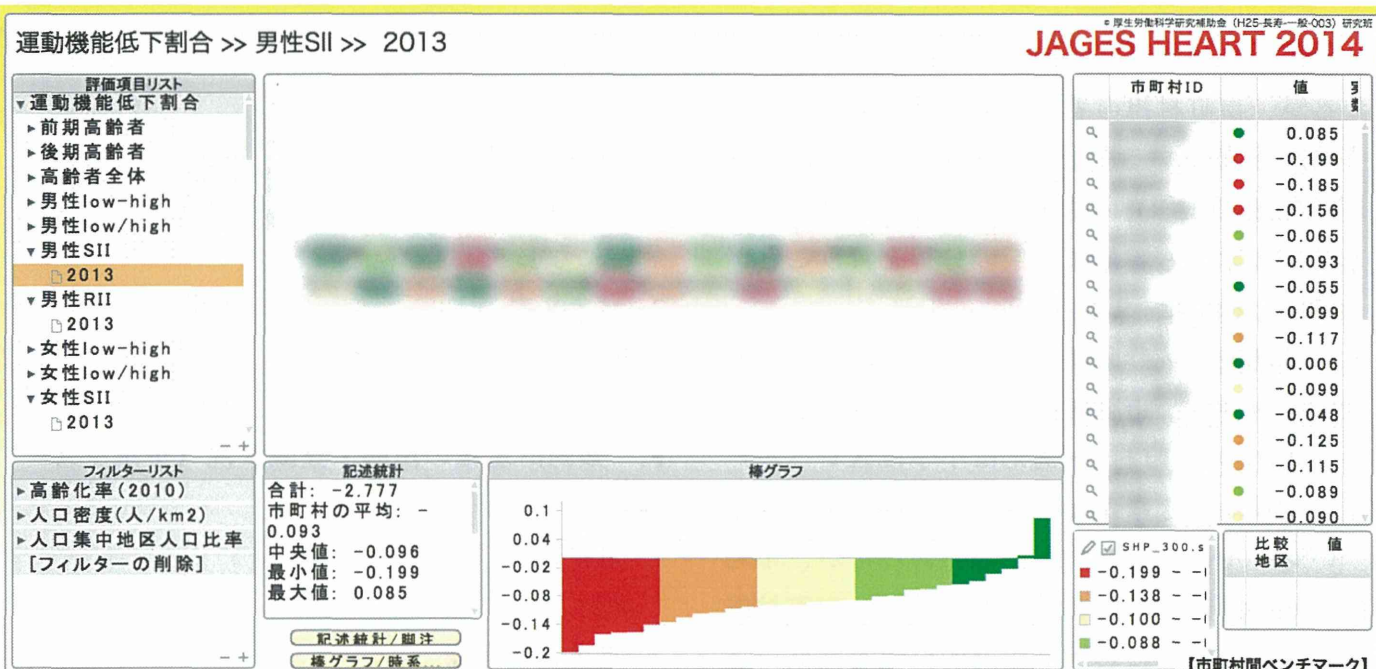 © 厚生労働科学研究補助金（H25-長寿-一般-003）研究班
運動機能低下割合 >> 男性SII >> 2013
JAGES HEART 2014
評価項目リスト
▼運動機能低下割合
▶前期高齢者
▶後期高齢者
▶高齢者全体
▶男性low-high
▶男性low/high
▼男性SII
2013
▼男性RII
2013
▶女性low-high
▶女性low/high
▼女性SII
2013
− +
フィルターリスト
▶高齢化率(2010)
▶人口密度(人/km2)
▶人口集中地区人口比率
[フィルターの削除]
− +
記述統計
合計: -2.777
市町村の平均: -
0.093
中央値: -0.096
最小値: -0.199
最大値: 0.085
記述統計/脚注
棒グラフ/時系...
棒グラフ
0.1
0.04
-0.02
-0.08
-0.14
-0.2
市町村ID 値 実数
0.085
-0.199
-0.185
-0.156
-0.065
-0.093
-0.055
-0.099
-0.117
0.006
-0.099
-0.048
-0.125
-0.115
-0.089
-0.090
SHP_300.s
-0.199 ~ -
-0.138 ~ -
-0.100 ~ -
-0.088 ~ -
比較地区 値
【市町村間ベンチマーク】